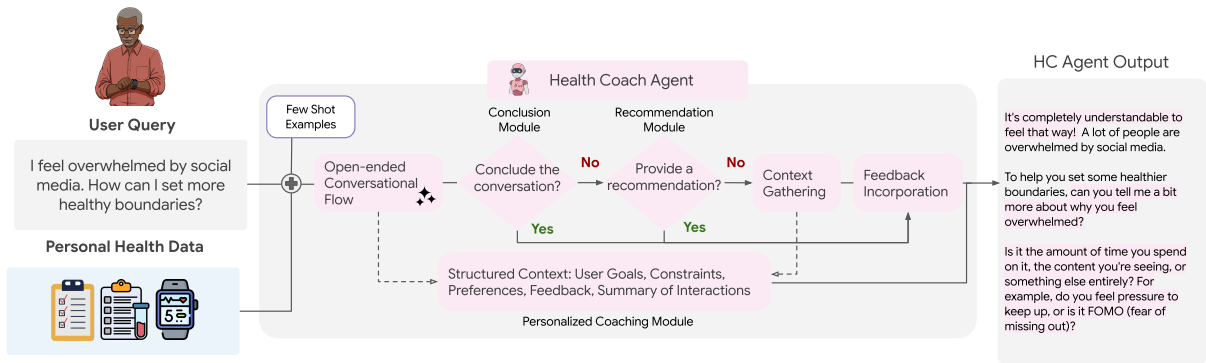 User Query
I feel overwhelmed by social
media. How can I set more
healthy boundaries?
Personal Health Data
5
Few Shot
Examples
Health Coach Agent
Open-ended
Conversational
Flow
Conclusion
Module
Conclude the
conversation?
No
Yes
Recommendation
Module
Provide a
recommendation?
No
Yes
Context
Gathering
Feedback
Incorporation
Structured Context: User Goals, Constraints,
Preferences, Feedback, Summary of Interactions
Personalized Coaching Module
HC Agent Output
It's completely understandable to
feel that way! A lot of people are
overwhelmed by social media.
To help you set some healthier
boundaries, can you tell me a bit
more about why you feel
overwhelmed?
Is it the amount of time you spend
on it, the content you're seeing, or
something else entirely? For
example, do you feel pressure to
keep up, or is it FOMO (fear of
missing out)?